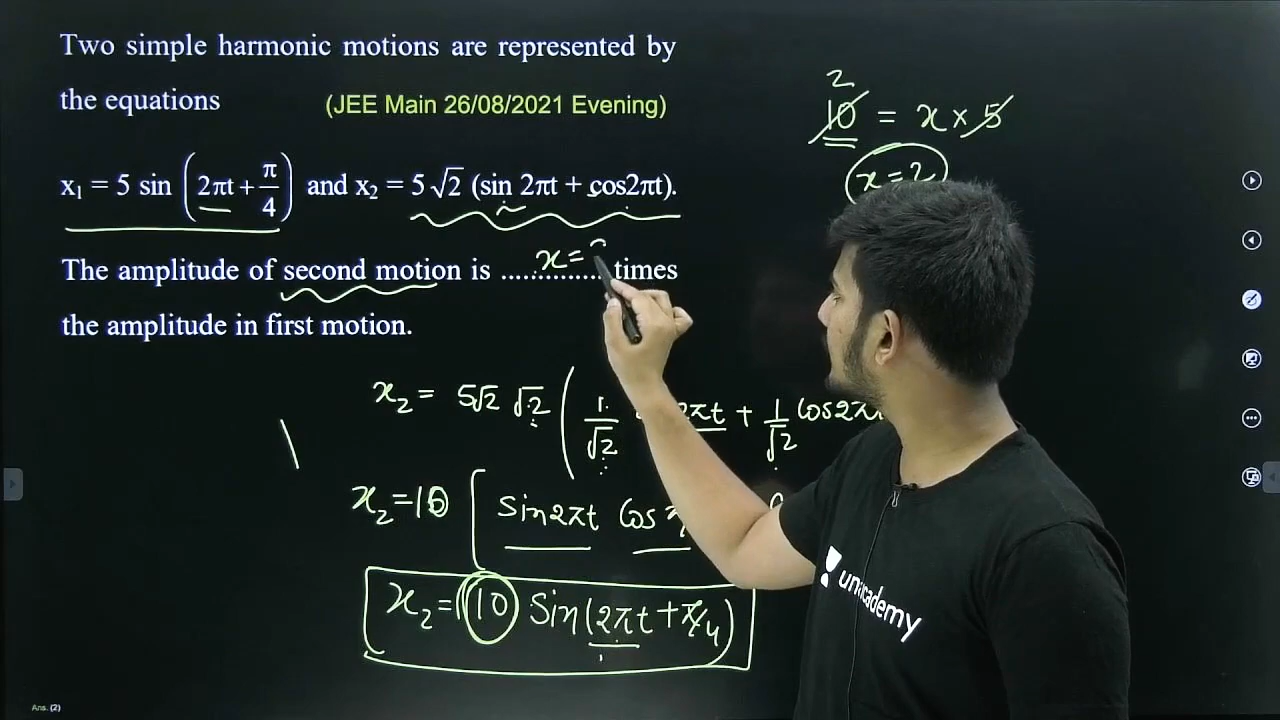 Two simple harmonic motions are represented by
the equations (JEE Main 26/08/2021 Evening)
x₁ = 5 sin (2πt + π/4) and x₂ = 5√2 (sin 2πt + cos2πt).
The amplitude of second motion is .............. times
x =
the amplitude in first motion.
2
10 = x × 5
x = 2
x₂ = 5√2 √2 ( 1/√2 2πt + 1/√2 cos2π
x₂ = 10 [ sin2πt cos
x₂ = 10 Sin(2πt + π/4)
unacademy
Ans. (2)